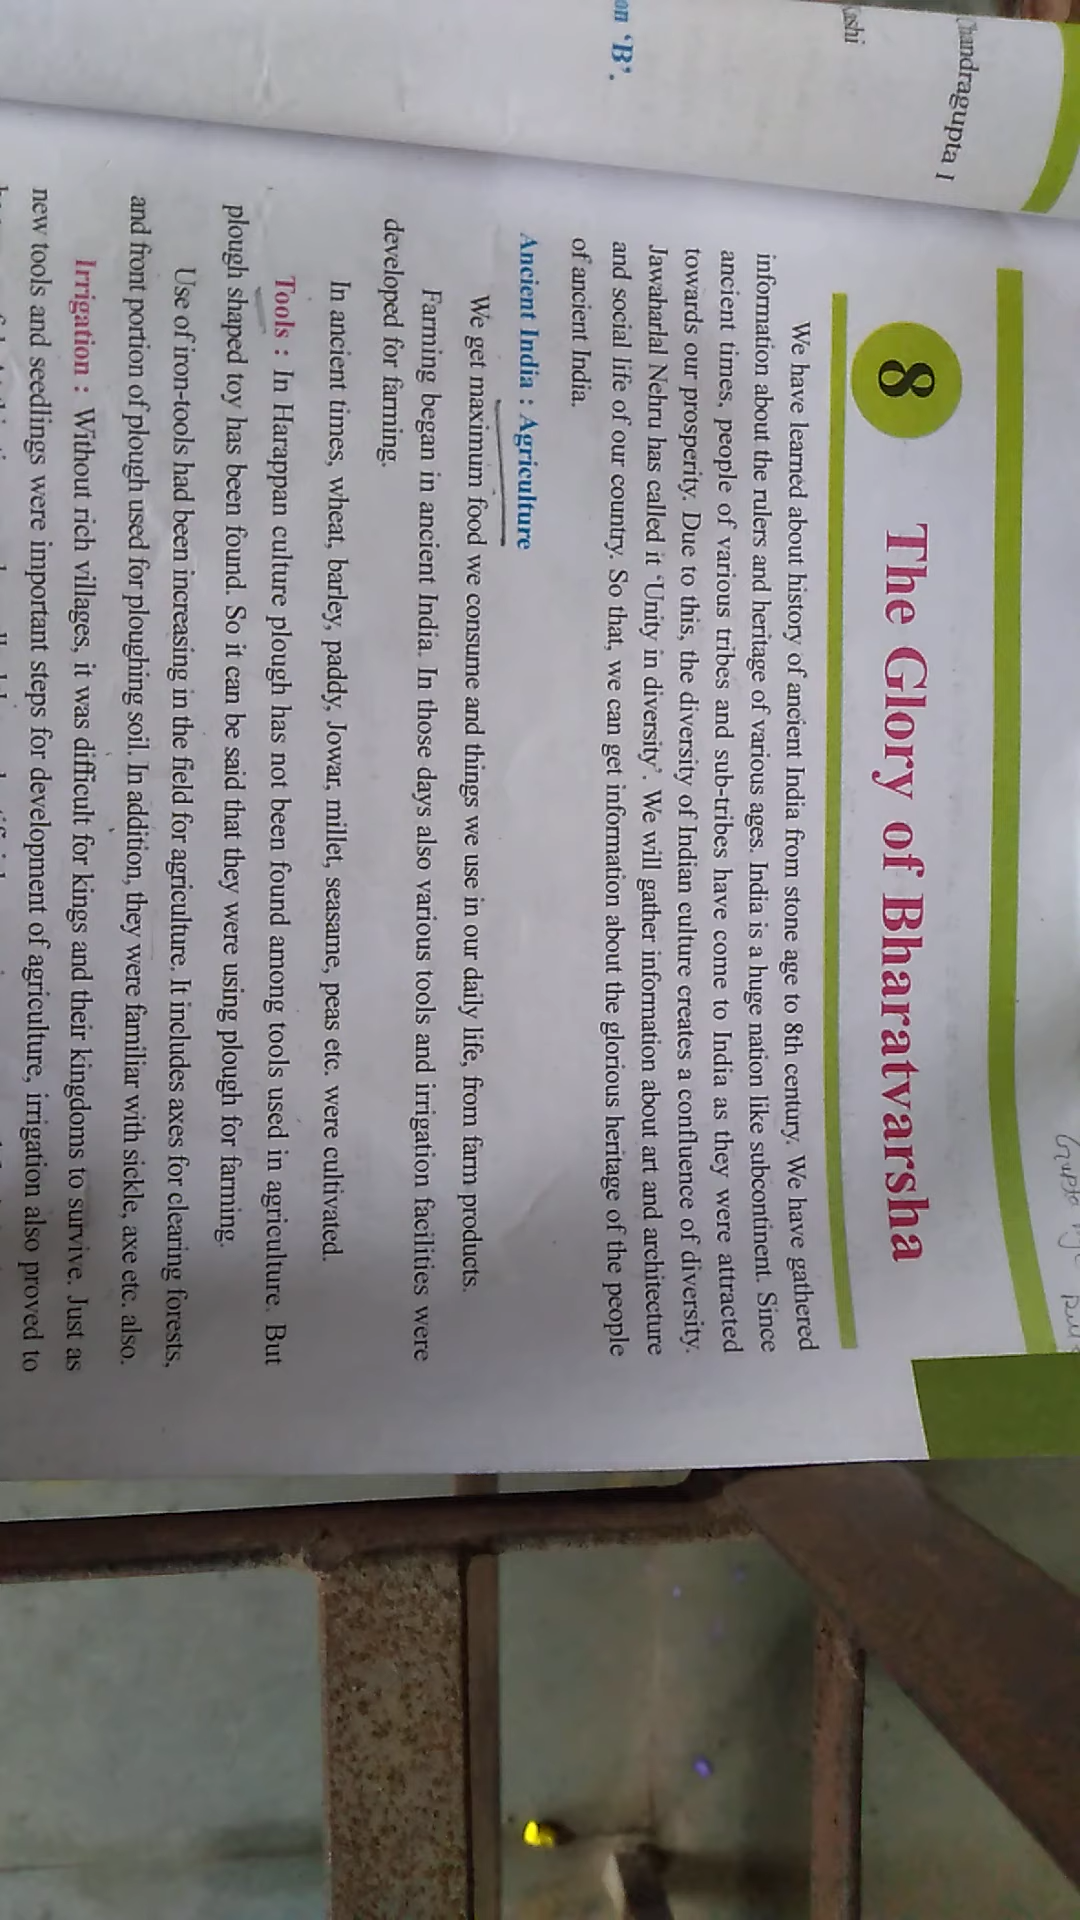 Chandragupta I
on 'B'.
8 The Glory of Bharatvarsha
We have learned about history of ancient India from stone age to 8th century. We have gathered
information about the rulers and heritage of various ages. India is a huge nation like subcontinent. Since
ancient times, people of various tribes and sub-tribes have come to India as they were attracted
towards our prosperity. Due to this, the diversity of Indian culture creates a confluence of diversity.
Jawaharlal Nehru has called it 'Unity in diversity'. We will gather information about art and architecture
and social life of our country. So that, we can get information about the glorious heritage of the people
of ancient India.
Ancient India : Agriculture
We get maximum food we consume and things we use in our daily life, from farm-products.
Farming began in ancient India. In those days also various tools and irrigation facilities were
developed for farming.
In ancient times, wheat, barley, paddy, Jowar, millet, seasame, peas etc. were cultivated.
Tools : In Harappan culture plough has not been found among tools used in agriculture. But
plough shaped toy has been found. So it can be said that they were using plough for farming.
Use of iron-tools had been increasing in the field for agriculture. It includes axes for clearing forests,
and front portion of plough used for ploughing soil. In addition, they were familiar with sickle, axe etc. also.
Irrigation : Without rich villages, it was difficult for kings and their kingdoms to survive. Just as
new tools and seedlings were important steps for development of agriculture, irrigation also proved to